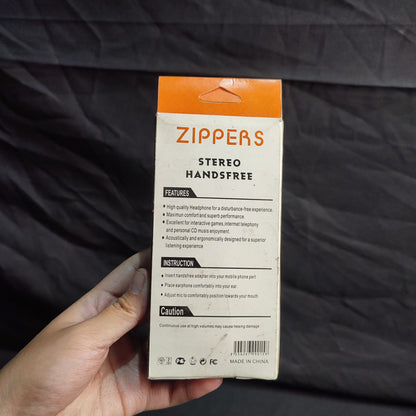 ZIPPERS
STEREO
HANDSFREE
FEATURES
High quality Headphone for a disturbance-free experience.
Maximun comfort and superb performance.
Excellent for interactive games,internet telephony
and personal CD music enjoyment.
Acoustically and ergonomically designed for a superior
listening experience
INSTRUCTION
Insert handsfree adapter into your mobile phone port
Place earphone comfortably into your ear.
Adjust mic to comfortably position towards your mouth
Caution
Continuous use at high volumes may cause hearing damage
MADE IN CHINA